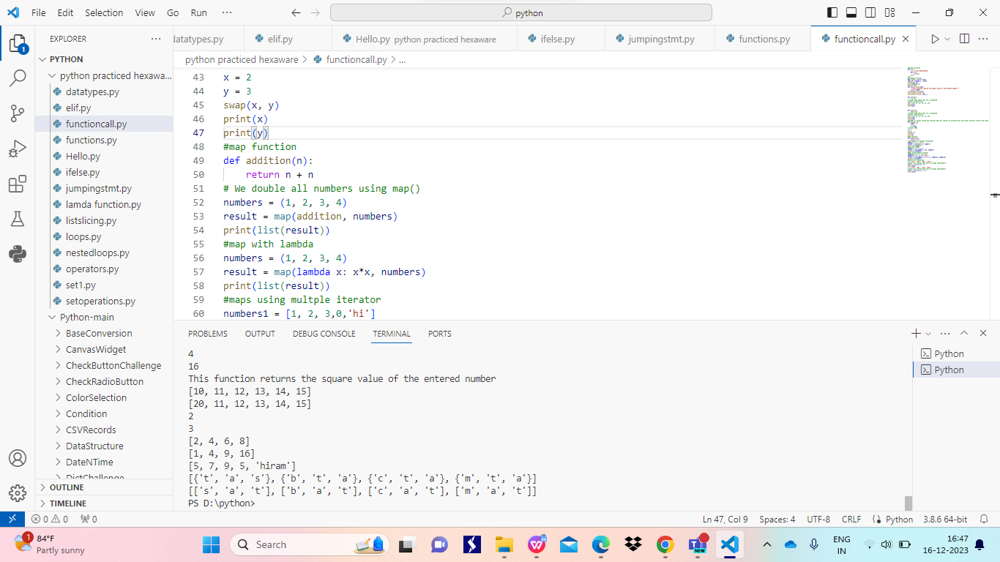 File Edit Selection View Go Run ··· python
EXPLORER ···
datatypes.py elif.py Hello.py python practiced hexaware ifelse.py jumpingstmt.py functions.py functioncall.py
python practiced hexaware > functioncall.py > ...
PYTHON
python practiced hexawa...
datatypes.py
elif.py
functioncall.py
functions.py
Hello.py
ifelse.py
jumpingstmt.py
lamda function.py
listslicing.py
loops.py
nestedloops.py
operators.py
set1.py
setoperations.py
Python-main
BaseConversion
CanvasWidget
CheckButtonChallenge
CheckRadioButton
ColorSelection
Condition
CSVRecords
DataStructure
DateNTime
DictChallenge
OUTLINE
TIMELINE
1
43 x = 2
44 y = 3
45 swap(x, y)
46 print(x)
47 print(y)
48 #map function
49 def addition(n):
50     return n + n
51 # We double all numbers using map()
52 numbers = (1, 2, 3, 4)
53 result = map(addition, numbers)
54 print(list(result))
55 #map with lambda
56 numbers = (1, 2, 3, 4)
57 result = map(lambda x: x*x, numbers)
58 print(list(result))
59 #maps using multple iterator
60 numbers1 = [1, 2, 3,0,'hi']
PROBLEMS OUTPUT DEBUG CONSOLE TERMINAL PORTS
4
16
This function returns the square value of the entered number
[10, 11, 12, 13, 14, 15]
[20, 11, 12, 13, 14, 15]
2
3
[2, 4, 6, 8]
[1, 4, 9, 16]
[5, 7, 9, 5, 'hiram']
[{'t', 'a', 's'}, {'b', 't', 'a'}, {'c', 't', 'a'}, {'m', 't', 'a'}]
[['s', 'a', 't'], ['b', 'a', 't'], ['c', 'a', 't'], ['m', 'a', 't']]
PS D:\python>
Python
Python
0 0 0 Ln 47, Col 9 Spaces: 4 UTF-8 CRLF Python 3.8.6 64-bit
1 84°F
Partly sunny
Search
NEW
ENG
IN
16:47
16-12-2023